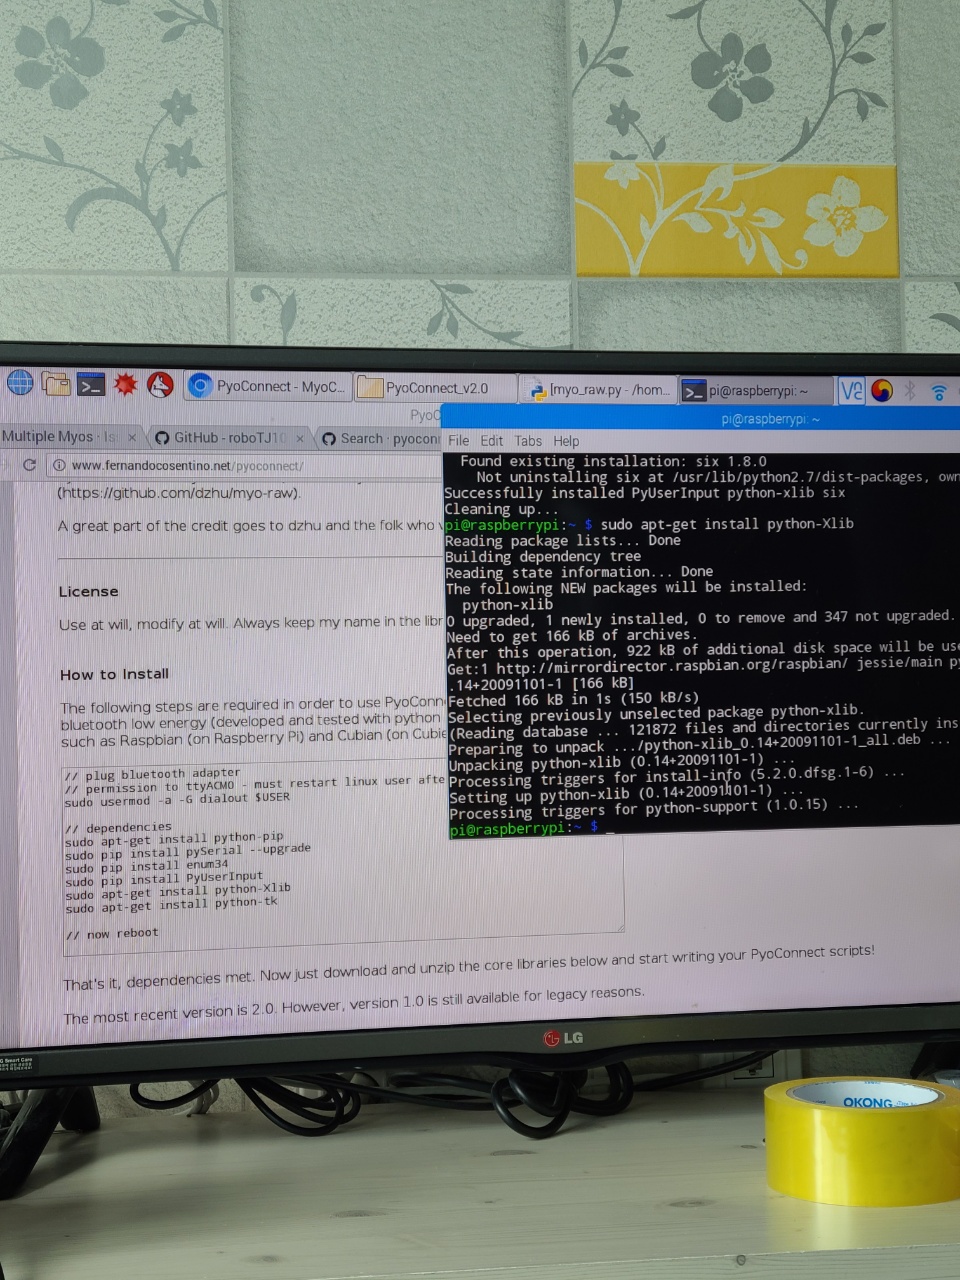 PyoConnect - MyoC...
PyoConnect_v2.0
[myo_raw.py - /hom...
pi@raspberrypi: ~
PyoC
pi@raspberrypi: ~
Multiple Myos
GitHub - roboTJ1
Search · pyoconn
File Edit Tabs Help
www.fernandocosentino.net/pyoconnect/
(https://github.com/dzhu/myo-raw).
A great part of the credit goes to dzhu and the folk who
License
Use at will, modify at will. Always keep my name in the libr
How to Install
The following steps are required in order to use PyoConn
bluetooth low energy (developed and tested with python
such as Raspbian (on Raspberry Pi) and Cubian (on Cubie
// plug bluetooth adapter
// permission to ttyACM0 - must restart linux user afte
sudo usermod -a -G dialout $USER
// dependencies
sudo apt-get install python-pip
sudo pip install pySerial --upgrade
sudo pip install enum34
sudo pip install PyUserInput
sudo apt-get install python-Xlib
sudo apt-get install python-tk
// now reboot
That's it, dependencies met. Now just download and unzip the core libraries below and start writing your PyoConnect scripts!
The most recent version is 2.0. However, version 1.0 is still available for legacy reasons.
Found existing installation: six 1.8.0
Not uninstalling six at /usr/lib/python2.7/dist-packages, own
Successfully installed PyUserInput python-xlib six
Cleaning up...
pi@raspberrypi:~ $ sudo apt-get install python-Xlib
Reading package lists... Done
Building dependency tree
Reading state information... Done
The following NEW packages will be installed:
python-xlib
0 upgraded, 1 newly installed, 0 to remove and 347 not upgraded.
Need to get 166 kB of archives.
After this operation, 922 kB of additional disk space will be use
Get:1 http://mirrordirector.raspbian.org/raspbian/ jessie/main py
.14+20091101-1 [166 kB]
Fetched 166 kB in 1s (150 kB/s)
Selecting previously unselected package python-xlib.
(Reading database ... 121872 files and directories currently ins
Preparing to unpack .../python-xlib_0.14+20091101-1_all.deb ...
Unpacking python-xlib (0.14+20091101-1) ...
Processing triggers for install-info (5.2.0.dfsg.1-6) ...
Setting up python-xlib (0.14+20091101-1) ...
Processing triggers for python-support (1.0.15) ...
pi@raspberrypi:~ $ _
LG
OKONG